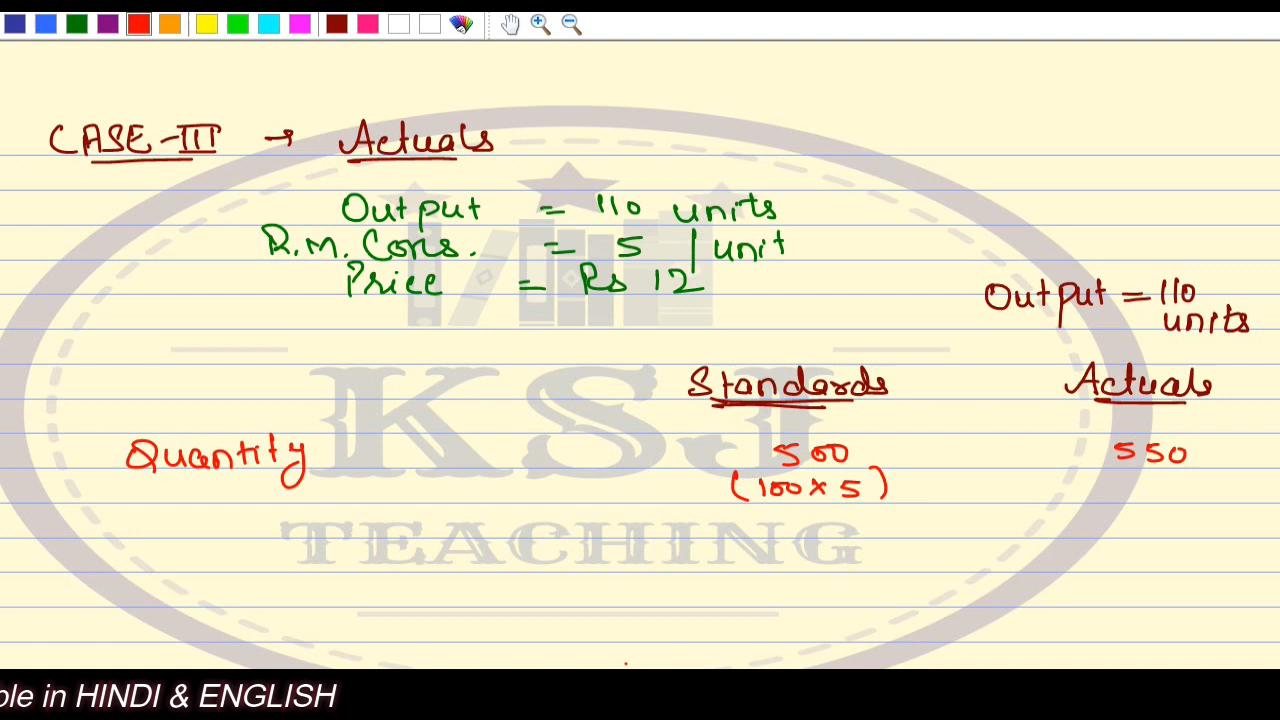 CASE-III → Actuals
Output = 110 units
R.M. Cons. = 5 / unit
Price = Rs 12
Output = 110
units
Standards Actuals
Quantity 500 550
(100 × 5)
KSJ
TEACHING
ble in HINDI & ENGLISH